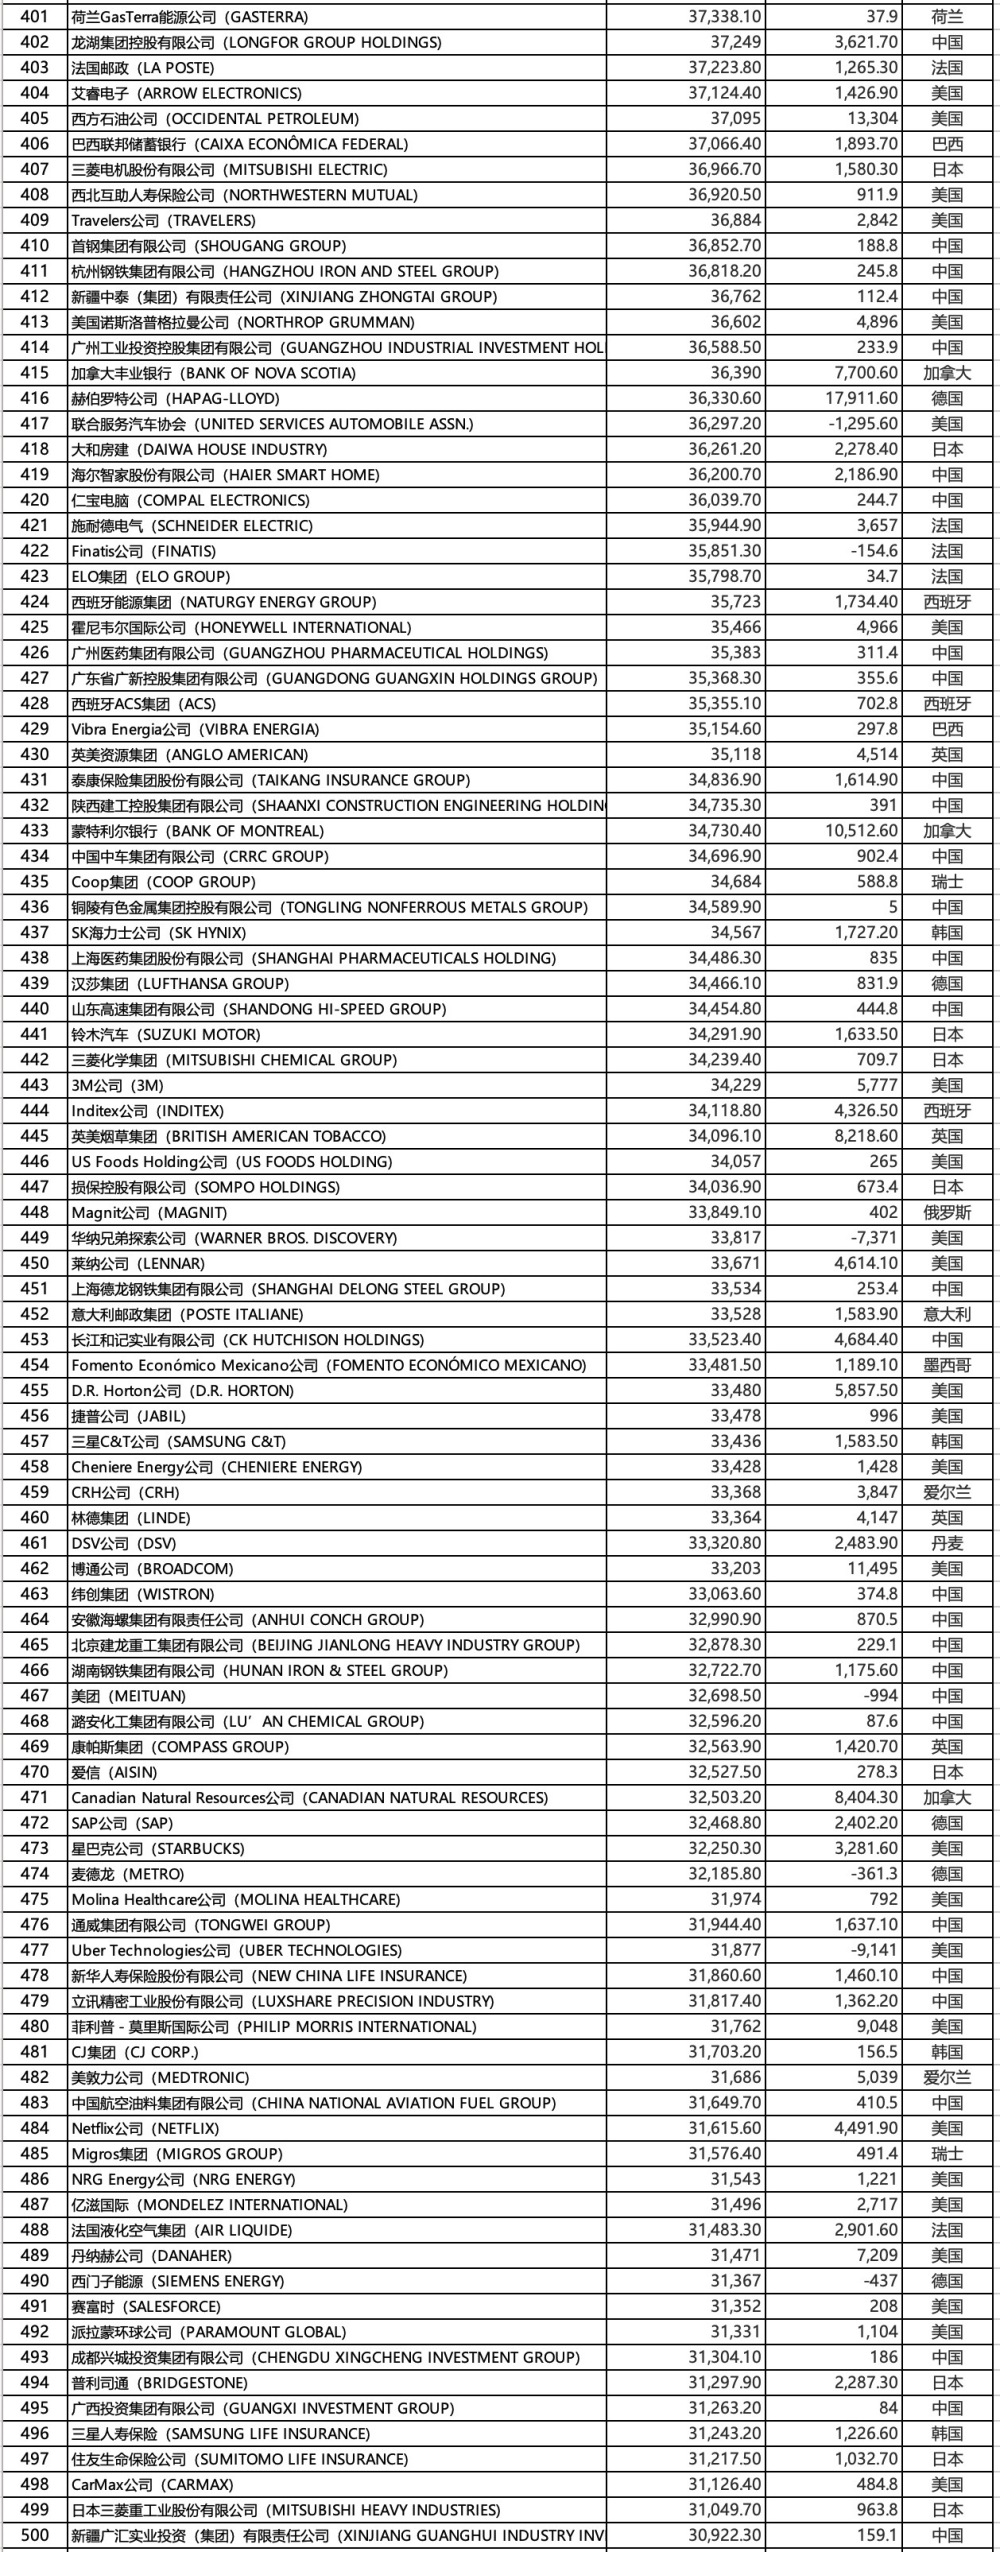 401 荷兰GasTerra能源公司（GASTERRA) 37,338.10 37.9 荷兰
402 龙湖集团控股有限公司（LONGFOR GROUP HOLDINGS) 37,249 3,621.70 中国
403 法国邮政（LA POSTE) 37,223.80 1,265.30 法国
404 艾睿电子（ARROW ELECTRONICS) 37,124.40 1,426.90 美国
405 西方石油公司（OCCIDENTAL PETROLEUM) 37,095 13,304 美国
406 巴西联邦储蓄银行（CAIXA ECONÔMICA FEDERAL) 37,066.40 1,893.70 巴西
407 三菱电机股份有限公司（MITSUBISHI ELECTRIC) 36,966.70 1,580.30 日本
408 西北互助人寿保险公司（NORTHWESTERN MUTUAL) 36,920.50 911.9 美国
409 Travelers公司（TRAVELERS) 36,884 2,842 美国
410 首钢集团有限公司（SHOUGANG GROUP) 36,852.70 188.8 中国
411 杭州钢铁集团有限公司（HANGZHOU IRON AND STEEL GROUP) 36,818.20 245.8 中国
412 新疆中泰（集团）有限责任公司（XINJIANG ZHONGTAI GROUP) 36,762 112.4 中国
413 美国诺斯洛普格拉曼公司（NORTHROP GRUMMAN) 36,602 4,896 美国
414 广州工业投资控股集团有限公司（GUANGZHOU INDUSTRIAL INVESTMENT HOL 36,588.50 233.9 中国
415 加拿大丰业银行（BANK OF NOVA SCOTIA) 36,390 7,700.60 加拿大
416 赫伯罗特公司（HAPAG-LLOYD) 36,330.60 17,911.60 德国
417 联合服务汽车协会（UNITED SERVICES AUTOMOBILE ASSN.) 36,297.20 -1,295.60 美国
418 大和房建（DAIWA HOUSE INDUSTRY) 36,261.20 2,278.40 日本
419 海尔智家股份有限公司（HAIER SMART HOME) 36,200.70 2,186.90 中国
420 仁宝电脑（COMPAL ELECTRONICS) 36,039.70 244.7 中国
421 施耐德电气（SCHNEIDER ELECTRIC) 35,944.90 3,657 法国
422 Finatis公司（FINATIS) 35,851.30 -154.6 法国
423 ELO集团（ELO GROUP) 35,798.70 34.7 法国
424 西班牙能源集团（NATURGY ENERGY GROUP) 35,723 1,734.40 西班牙
425 霍尼韦尔国际公司（HONEYWELL INTERNATIONAL) 35,466 4,966 美国
426 广州医药集团有限公司（GUANGZHOU PHARMACEUTICAL HOLDINGS) 35,383 311.4 中国
427 广东省广新控股集团有限公司（GUANGDONG GUANGXIN HOLDINGS GROUP) 35,368.30 355.6 中国
428 西班牙ACS集团（ACS) 35,355.10 702.8 西班牙
429 Vibra Energia公司（VIBRA ENERGIA) 35,154.60 297.8 巴西
430 英美资源集团（ANGLO AMERICAN) 35,118 4,514 英国
431 泰康保险集团股份有限公司（TAIKANG INSURANCE GROUP) 34,836.90 1,614.90 中国
432 陕西建工控股集团有限公司（SHAANXI CONSTRUCTION ENGINEERING HOLDIN 34,735.30 391 中国
433 蒙特利尔银行（BANK OF MONTREAL) 34,730.40 10,512.60 加拿大
434 中国中车集团有限公司（CRRC GROUP) 34,696.90 902.4 中国
435 Coop集团（COOP GROUP) 34,684 588.8 瑞士
436 铜陵有色金属集团控股有限公司（TONGLING NONFERROUS METALS GROUP) 34,589.90 5 中国
437 SK海力士公司（SK HYNIX) 34,567 1,727.20 韩国
438 上海医药集团股份有限公司（SHANGHAI PHARMACEUTICALS HOLDING) 34,486.30 835 中国
439 汉莎集团（LUFTHANSA GROUP) 34,466.10 831.9 德国
440 山东高速集团有限公司（SHANDONG HI-SPEED GROUP) 34,454.80 444.8 中国
441 铃木汽车（SUZUKI MOTOR) 34,291.90 1,633.50 日本
442 三菱化学集团（MITSUBISHI CHEMICAL GROUP) 34,239.40 709.7 日本
443 3M公司（3M) 34,229 5,777 美国
444 Inditex公司（INDITEX) 34,118.80 4,326.50 西班牙
445 英美烟草集团（BRITISH AMERICAN TOBACCO) 34,096.10 8,218.60 英国
446 US Foods Holding公司（US FOODS HOLDING) 34,057 265 美国
447 损保控股有限公司（SOMPO HOLDINGS) 34,036.90 673.4 日本
448 Magnit公司（MAGNIT) 33,849.10 402 俄罗斯
449 华纳兄弟探索公司（WARNER BROS. DISCOVERY) 33,817 -7,371 美国
450 莱纳公司（LENNAR) 33,671 4,614.10 美国
451 上海德龙钢铁集团有限公司（SHANGHAI DELONG STEEL GROUP) 33,534 253.4 中国
452 意大利邮政集团（POSTE ITALIANE) 33,528 1,583.90 意大利
453 长江和记实业有限公司（CK HUTCHISON HOLDINGS) 33,523.40 4,684.40 中国
454 Fomento Económico Mexicano公司（FOMENTO ECONÓMICO MEXICANO) 33,481.50 1,189.10 墨西哥
455 D.R. Horton公司（D.R. HORTON) 33,480 5,857.50 美国
456 捷普公司（JABIL) 33,478 996 美国
457 三星C&T公司（SAMSUNG C&T) 33,436 1,583.50 韩国
458 Cheniere Energy公司（CHENIERE ENERGY) 33,428 1,428 美国
459 CRH公司（CRH) 33,368 3,847 爱尔兰
460 林德集团（LINDE) 33,364 4,147 英国
461 DSV公司（DSV) 33,320.80 2,483.90 丹麦
462 博通公司（BROADCOM) 33,203 11,495 美国
463 纬创集团（WISTRON) 33,063.60 374.8 中国
464 安徽海螺集团有限责任公司（ANHUI CONCH GROUP) 32,990.90 870.5 中国
465 北京建龙重工集团有限公司（BEIJING JIANLONG HEAVY INDUSTRY GROUP) 32,878.30 229.1 中国
466 湖南钢铁集团有限公司（HUNAN IRON & STEEL GROUP) 32,722.70 1,175.60 中国
467 美团（MEITUAN) 32,698.50 -994 中国
468 潞安化工集团有限公司（LU’AN CHEMICAL GROUP) 32,596.20 87.6 中国
469 康帕斯集团（COMPASS GROUP) 32,563.90 1,420.70 英国
470 爱信（AISIN) 32,527.50 278.3 日本
471 Canadian Natural Resources公司（CANADIAN NATURAL RESOURCES) 32,503.20 8,404.30 加拿大
472 SAP公司（SAP) 32,468.80 2,402.20 德国
473 星巴克公司（STARBUCKS) 32,250.30 3,281.60 美国
474 麦德龙（METRO) 32,185.80 -361.3 德国
475 Molina Healthcare公司（MOLINA HEALTHCARE) 31,974 792 美国
476 通威集团有限公司（TONGWEI GROUP) 31,944.40 1,637.10 中国
477 Uber Technologies公司（UBER TECHNOLOGIES) 31,877 -9,141 美国
478 新华人寿保险股份有限公司（NEW CHINA LIFE INSURANCE) 31,860.60 1,460.10 中国
479 立讯精密工业股份有限公司（LUXSHARE PRECISION INDUSTRY) 31,817.40 1,362.20 中国
480 菲利普－莫里斯国际公司（PHILIP MORRIS INTERNATIONAL) 31,762 9,048 美国
481 CJ集团（CJ CORP.) 31,703.20 156.5 韩国
482 美敦力公司（MEDTRONIC) 31,686 5,039 爱尔兰
483 中国航空油料集团有限公司（CHINA NATIONAL AVIATION FUEL GROUP) 31,649.70 410.5 中国
484 Netflix公司（NETFLIX) 31,615.60 4,491.90 美国
485 Migros集团（MIGROS GROUP) 31,576.40 491.4 瑞士
486 NRG Energy公司（NRG ENERGY) 31,543 1,221 美国
487 亿滋国际（MONDELEZ INTERNATIONAL) 31,496 2,717 美国
488 法国液化空气集团（AIR LIQUIDE) 31,483.30 2,901.60 法国
489 丹纳赫公司（DANAHER) 31,471 7,209 美国
490 西门子能源（SIEMENS ENERGY) 31,367 -437 德国
491 赛富时（SALESFORCE) 31,352 208 美国
492 派拉蒙环球公司（PARAMOUNT GLOBAL) 31,331 1,104 美国
493 成都兴城投资集团有限公司（CHENGDU XINGCHENG INVESTMENT GROUP) 31,304.10 186 中国
494 普利司通（BRIDGESTONE) 31,297.90 2,287.30 日本
495 广西投资集团有限公司（GUANGXI INVESTMENT GROUP) 31,263.20 84 中国
496 三星人寿保险（SAMSUNG LIFE INSURANCE) 31,243.20 1,226.60 韩国
497 住友生命保险公司（SUMITOMO LIFE INSURANCE) 31,217.50 1,032.70 日本
498 CarMax公司（CARMAX) 31,126.40 484.8 美国
499 日本三菱重工业股份有限公司（MITSUBISHI HEAVY INDUSTRIES) 31,049.70 963.8 日本
500 新疆广汇实业投资（集团）有限责任公司（XINJIANG GUANGHUI INDUSTRY INV 30,922.30 159.1 中国